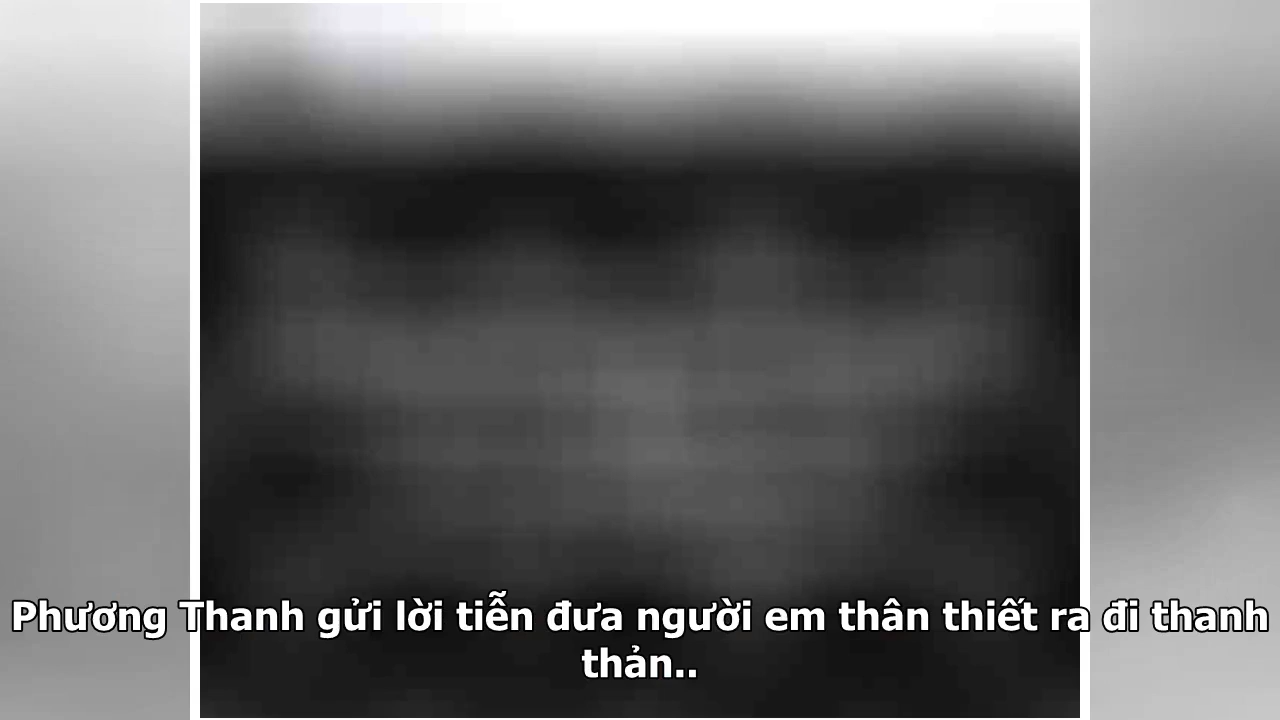 Phương Thanh gửi lời tiễn đưa người em thân thiết ra đi thanh
thản..